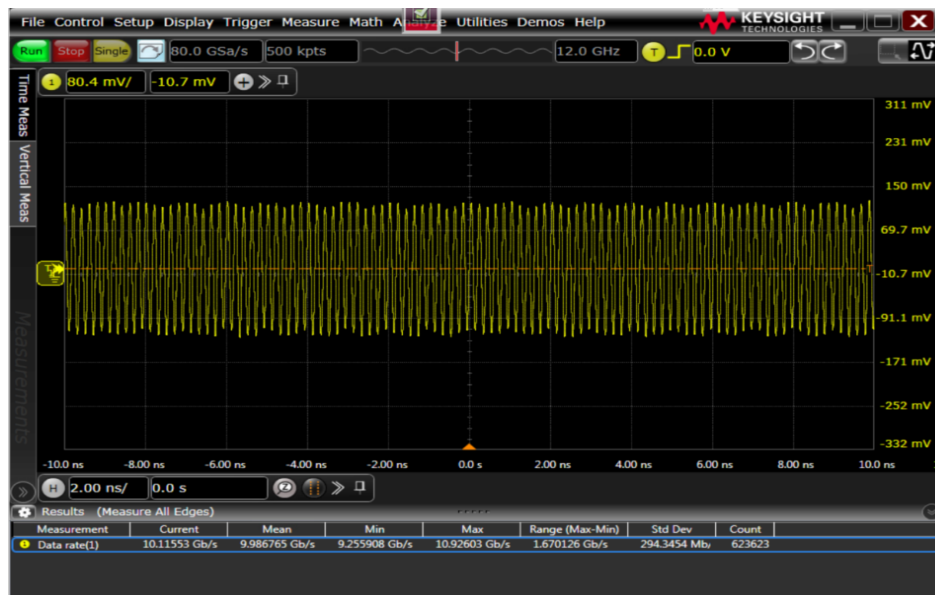 File Control Setup Display Trigger Measure Math Utilities Demos Help KEYSIGHT TECHNOLOGIES
Run Stop Single 80.0 GSa/s 500 kpts 12.0 GHz T 0.0 V
1 80.4 mV/ -10.7 mV
Time Meas
Vertical Meas
Measurements
311 mV
231 mV
150 mV
69.7 mV
-10.7 mV
-91.1 mV
-171 mV
-252 mV
-332 mV
-10.0 ns -8.00 ns -6.00 ns -4.00 ns -2.00 ns 0.0 s 2.00 ns 4.00 ns 6.00 ns 8.00 ns 10.0 ns
H 2.00 ns/ 0.0 s
Results (Measure All Edges)
Measurement Current Mean Min Max Range (Max-Min) Std Dev Count
1 Data rate(1) 10.11553 Gb/s 9.986765 Gb/s 9.255908 Gb/s 10.92603 Gb/s 1.670126 Gb/s 294.3454 Mb/ 623623